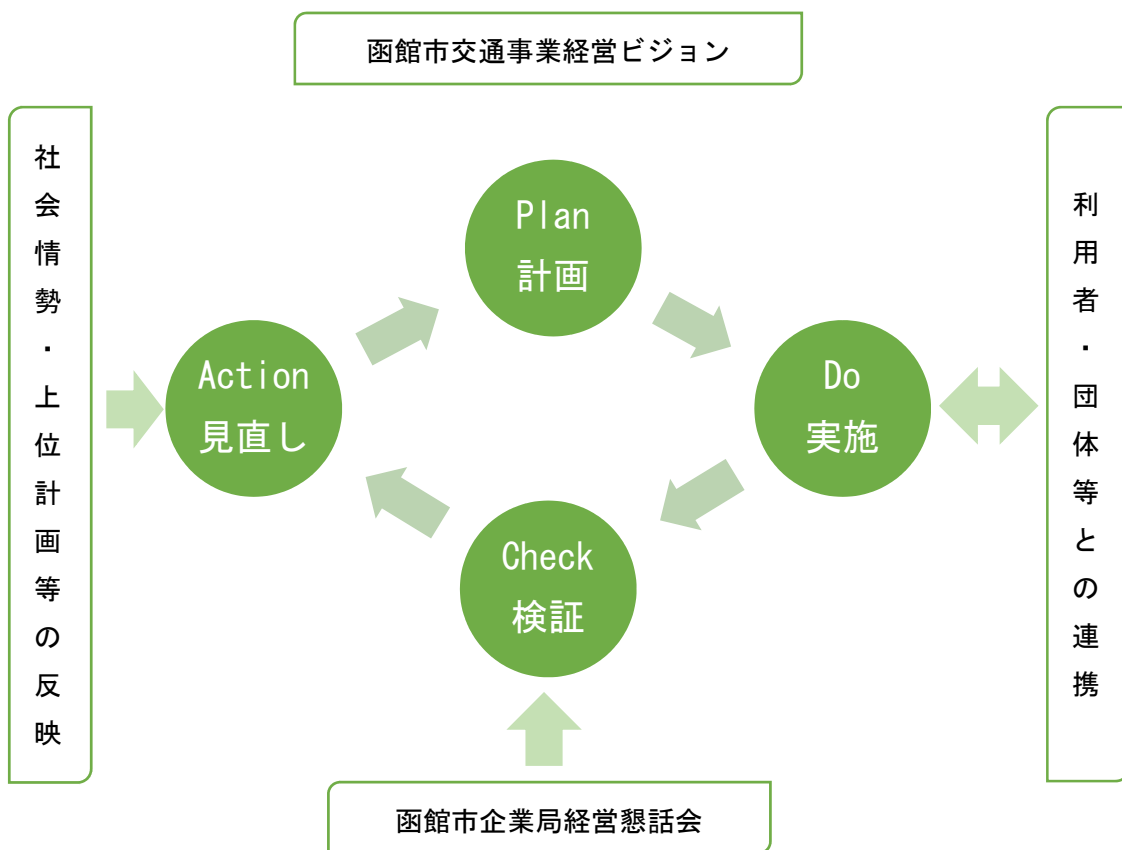 函館市交通事業経営ビジョン
社会情勢・上位計画等の反映
Plan
計画
Action
見直し
Do
実施
Check
検証
利用者・団体等との連携
函館市企業局経営懇話会